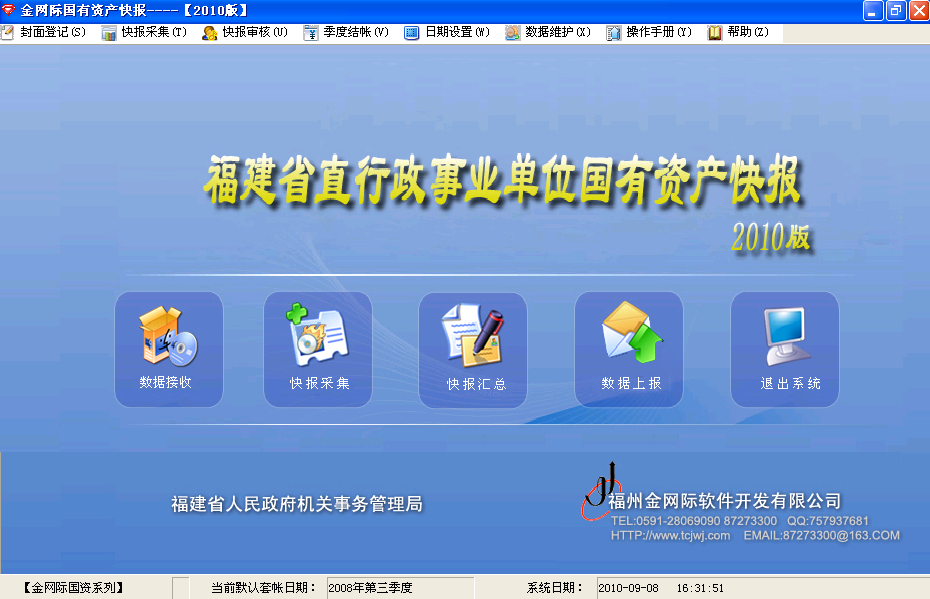 金网际国有资产快报----【2010版】
封面登记(S) 快报采集(T) 快报审核(U) 季度结帐(V) 日期设置(W) 数据维护(X) 操作手册(Y) 帮助(Z)
福建省直行政事业单位国有资产快报
2010版
数据接收 快报采集 快报汇总 数据上报 退出系统
福建省人民政府机关事务管理局
福州金网际软件开发有限公司
TEL:0591-28069090 87273300 QQ:757937681
HTTP://www.tcjwj.com EMAIL:87273300@163.COM
【金网际国资系列】 当前默认套帐日期: 2008年第三季度 系统日期: 2010-09-08 16:31:51